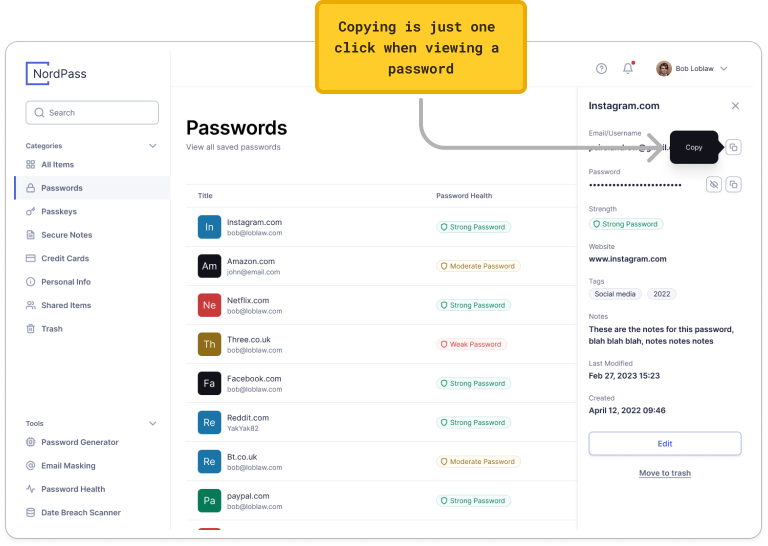 Copying is just one
click when viewing a
password
NordPass
Bob Loblaw
Search
Categories
All Items
Passwords
Passkeys
Secure Notes
Credit Cards
Personal Info
Shared Items
Trash
Tools
Password Generator
Email Masking
Password Health
Date Breach Scanner
Passwords
View all saved passwords
Title
Password Health
In
Instagram.com
bob@loblaw.com
Strong Password
Am
Amazon.com
john@email.com
Moderate Password
Ne
Netflix.com
bob@loblaw.com
Strong Password
Th
Three.co.uk
bob@loblaw.com
Weak Password
Fa
Facebook.com
bob@loblaw.com
Strong Password
Re
Reddit.com
YakYak82
Strong Password
Re
Bt.co.uk
bob@loblaw.com
Moderate Password
Pa
paypal.com
bob@loblaw.com
Strong Password
Instagram.com
Email/Username
Copy
Password
•••••••••••••••••••••••••
Strength
Strong Password
Website
www.instagram.com
Tags
Social media
2022
Notes
These are the notes for this password,
blah blah blah, notes notes notes
Last Modified
Feb 27, 2023 15:23
Created
April 12, 2022 09:46
Edit
Move to trash